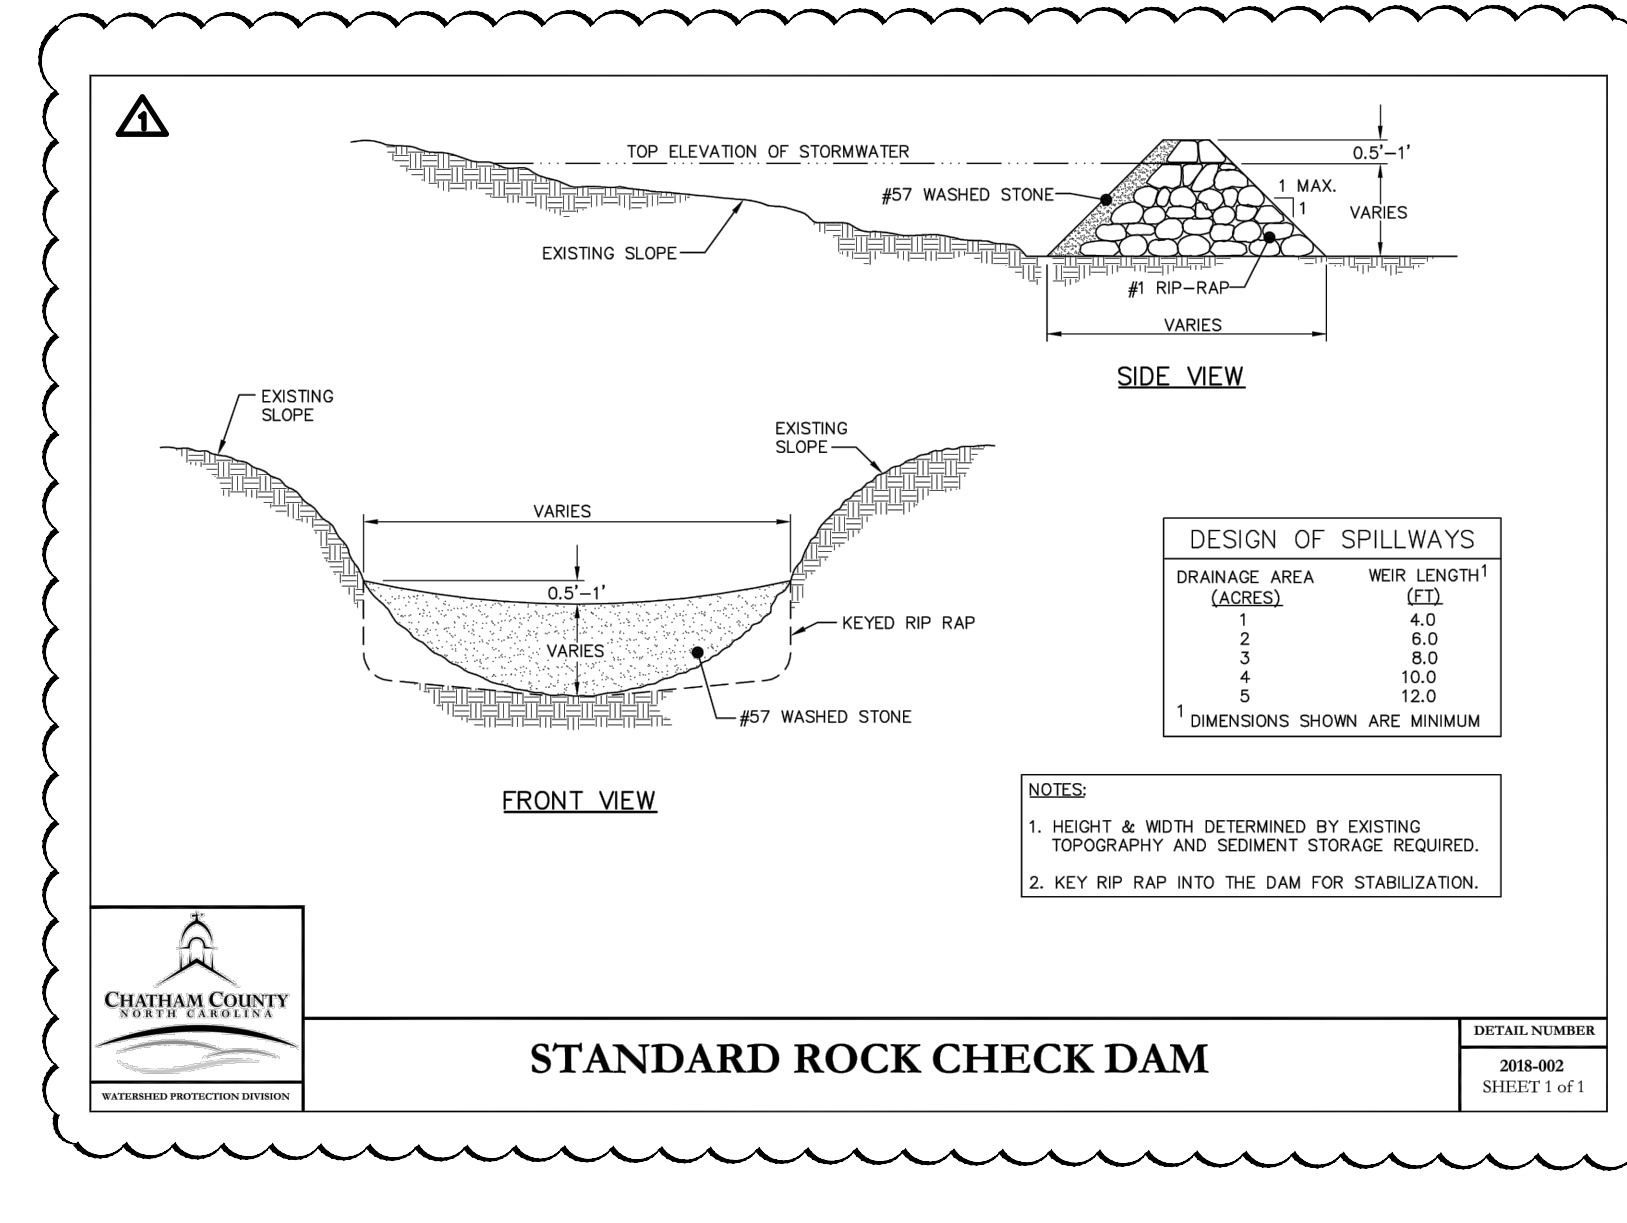 1
TOP ELEVATION OF STORMWATER
0.5'-1'
#57 WASHED STONE
1 MAX.
1
VARIES
EXISTING SLOPE
#1 RIP-RAP
VARIES
SIDE VIEW
EXISTING
SLOPE
EXISTING
SLOPE
VARIES
0.5'-1'
KEYED RIP RAP
VARIES
#57 WASHED STONE
FRONT VIEW
DESIGN OF SPILLWAYS
DRAINAGE AREA WEIR LENGTH1
(ACRES) (FT)
1 4.0
2 6.0
3 8.0
4 10.0
5 12.0
1 DIMENSIONS SHOWN ARE MINIMUM
NOTES:
1. HEIGHT & WIDTH DETERMINED BY EXISTING
TOPOGRAPHY AND SEDIMENT STORAGE REQUIRED.
2. KEY RIP RAP INTO THE DAM FOR STABILIZATION.
CHATHAM COUNTY
NORTH CAROLINA
WATERSHED PROTECTION DIVISION
STANDARD ROCK CHECK DAM
DETAIL NUMBER
2018-002
SHEET 1 of 1